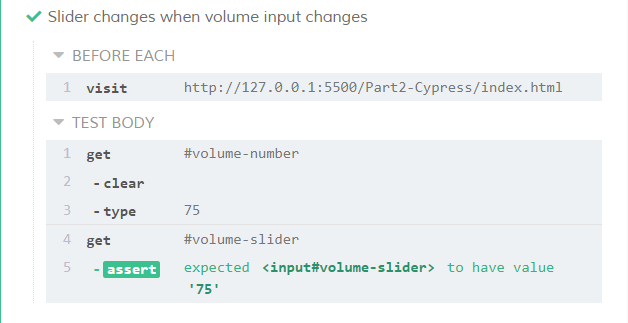 Slider changes when volume input changes
BEFORE EACH
1 visit http://127.0.0.1:5500/Part2-Cypress/index.html
TEST BODY
1 get #volume-number
2 -clear
3 -type 75
4 get #volume-slider
5 -assert expected <input#volume-slider> to have value
'75'